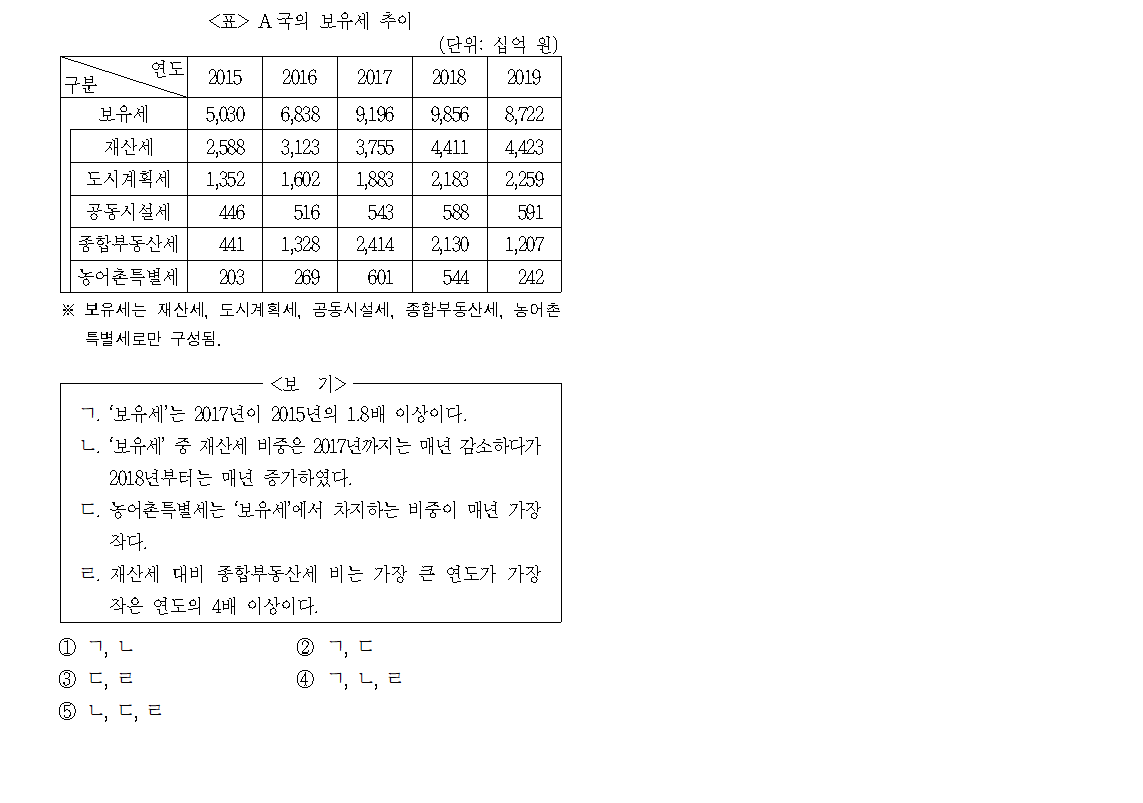 <표> A국의 보유세 추이
(단위: 십억 원)
구분 연도 2015 2016 2017 2018 2019
보유세 5,030 6,838 9,196 9,856 8,722
재산세 2,588 3,123 3,755 4,411 4,423
도시계획세 1,352 1,602 1,883 2,183 2,259
공동시설세 446 516 543 588 591
종합부동산세 441 1,328 2,414 2,130 1,207
농어촌특별세 203 269 601 544 242
※ 보유세는 재산세, 도시계획세, 공동시설세, 종합부동산세, 농어촌
특별세로만 구성됨.
<보 기>
ㄱ. ‘보유세’는 2017년이 2015년의 1.8배 이상이다.
ㄴ. ‘보유세’ 중 재산세 비중은 2017년까지는 매년 감소하다가
2018년부터는 매년 증가하였다.
ㄷ. 농어촌특별세는 ‘보유세’에서 차지하는 비중이 매년 가장
작다.
ㄹ. 재산세 대비 종합부동산세 비는 가장 큰 연도가 가장
작은 연도의 4배 이상이다.
① ㄱ, ㄴ ② ㄱ, ㄷ
③ ㄷ, ㄹ ④ ㄱ, ㄴ, ㄹ
⑤ ㄴ, ㄷ, ㄹ